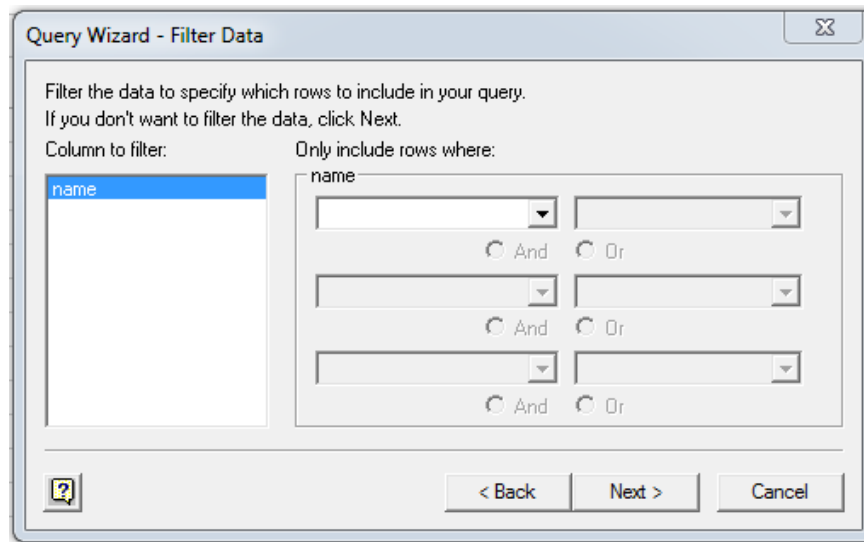 Query Wizard - Filter Data
Filter the data to specify which rows to include in your query.
If you don't want to filter the data, click Next.
Column to filter:
Only include rows where:
name
name
And Or
And Or
And Or
< Back Next > Cancel